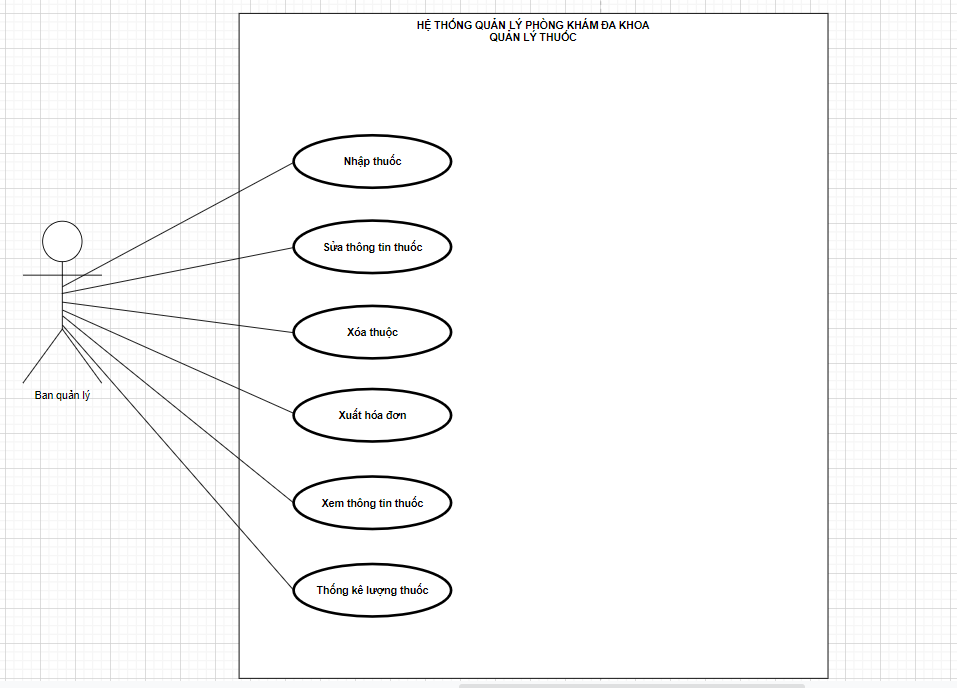 HỆ THỐNG QUẢN LÝ PHÒNG KHÁM ĐA KHOA
QUẢN LÝ THUỐC
Nhập thuốc
Sửa thông tin thuốc
Xóa thuộc
Xuất hóa đơn
Xem thông tin thuốc
Thống kê lượng thuốc
Ban quản lý